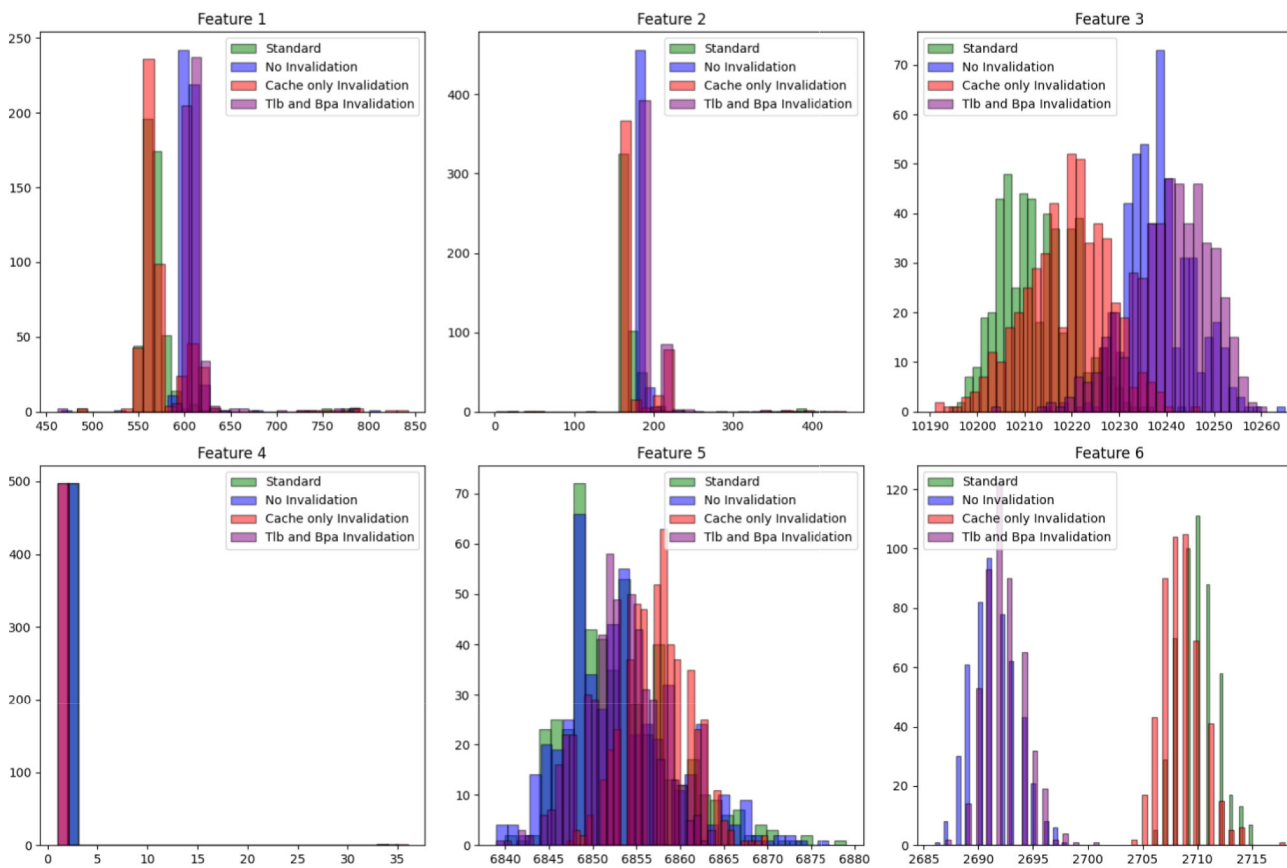 Feature 1
Standard
No Invalidation
Cache only Invalidation
Tlb and Bpa Invalidation
250
200
150
100
50
0
450 500 550 600 650 700 750 800 850
Feature 2
Standard
No Invalidation
Cache only Invalidation
Tlb and Bpa Invalidation
400
300
200
100
0
0 100 200 300 400
Feature 3
Standard
No Invalidation
Cache only Invalidation
Tlb and Bpa Invalidation
70
60
50
40
30
20
10
0
10190 10200 10210 10220 10230 10240 10250 10260
Feature 4
Standard
No Invalidation
Cache only Invalidation
Tlb and Bpa Invalidation
500
400
300
200
100
0
0 5 10 15 20 25 30 35
Feature 5
Standard
No Invalidation
Cache only Invalidation
Tlb and Bpa Invalidation
70
60
50
40
30
20
10
0
6840 6845 6850 6855 6860 6865 6870 6875 6880
Feature 6
Standard
No Invalidation
Cache only Invalidation
Tlb and Bpa Invalidation
120
100
80
60
40
20
0
2685 2690 2695 2700 2705 2710 2715